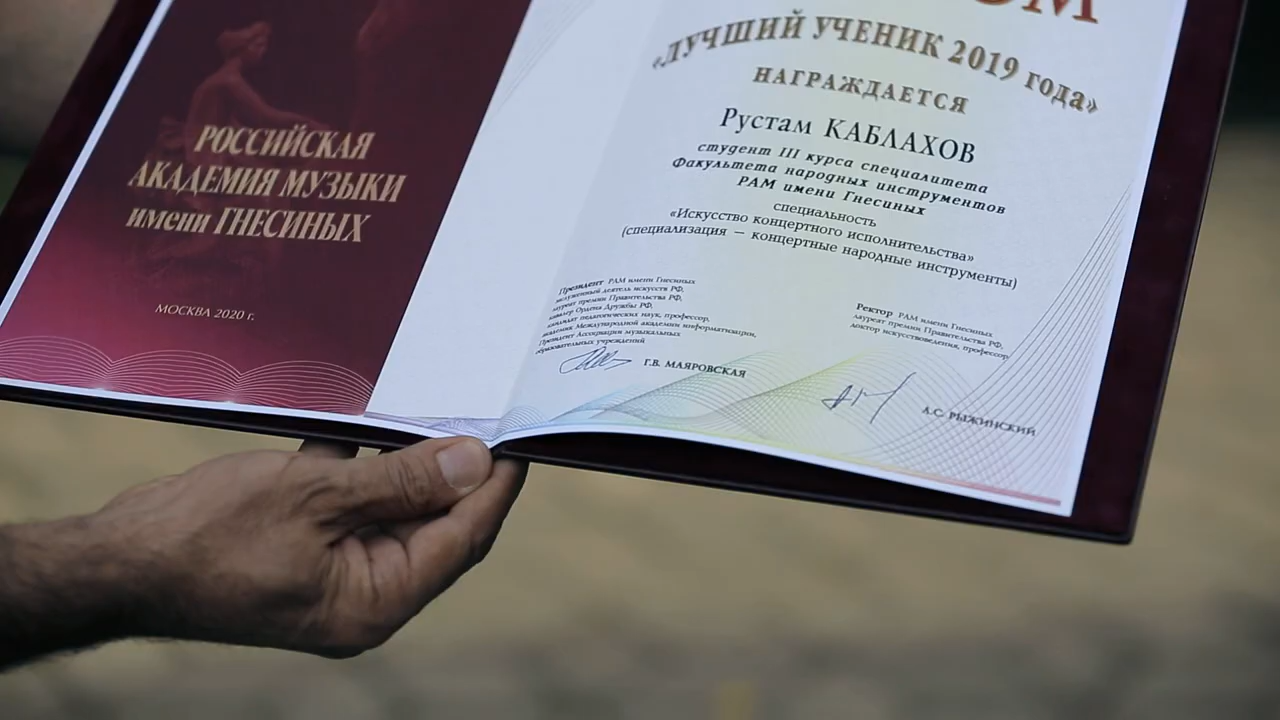 РОССИЙСКАЯ
АКАДЕМИЯ МУЗЫКИ
имени ГНЕСИНЫХ
МОСКВА 2020 г.
ОМ
«ЛУЧШИЙ УЧЕНИК 2019 года»
НАГРАЖДАЕТСЯ
Рустам КАБЛАХОВ
студент III курса специалитета
Факультета народных инструментов
РАМ имени Гнесиных
специальность
«Искусство концертного исполнительства»
(специализация — концертные народные инструменты)
Президент РАМ имени Гнесиных
заслуженный деятель искусств РФ,
лауреат премии Правительства РФ,
кавалер Ордена Дружбы РФ,
кандидат педагогических наук, профессор,
академик Международной академии информатизации,
Президент Ассоциации музыкальных
образовательных учреждений
Г.В. МАЯРОВСКАЯ
Ректор РАМ имени Гнесиных
лауреат премии Правительства РФ,
доктор искусствоведения, профессор
А.С. РЫЖИНСКИЙ